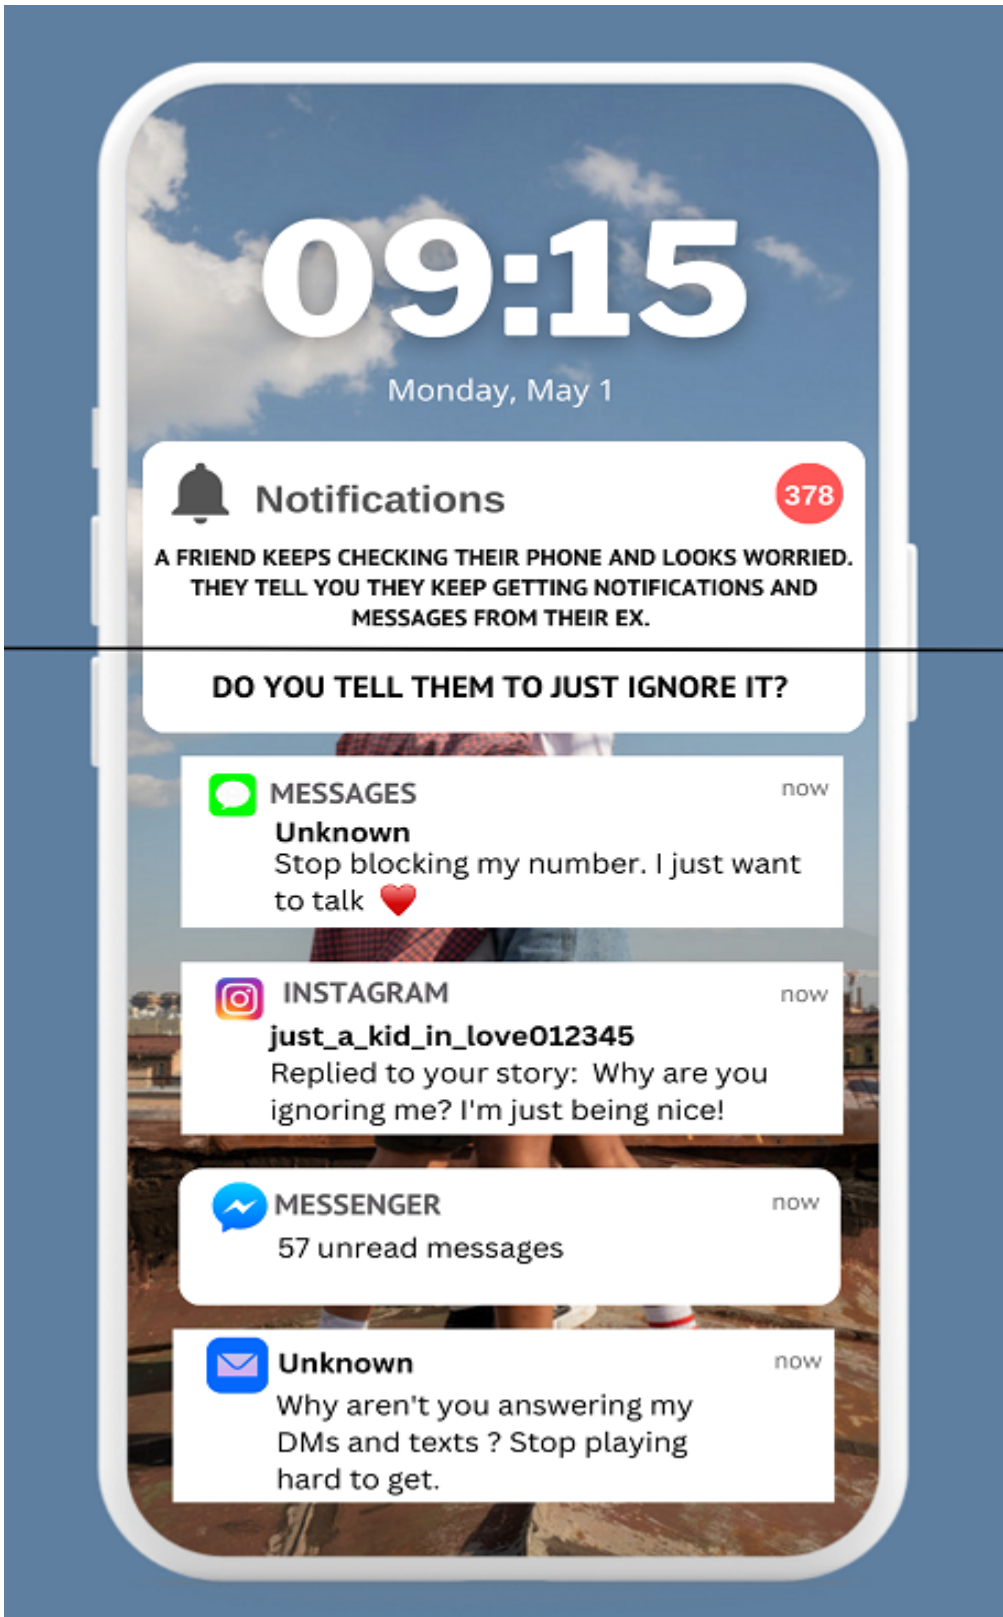 09:15
Monday, May 1
Notifications
378
A FRIEND KEEPS CHECKING THEIR PHONE AND LOOKS WORRIED.
THEY TELL YOU THEY KEEP GETTING NOTIFICATIONS AND
MESSAGES FROM THEIR EX.
DO YOU TELL THEM TO JUST IGNORE IT?
MESSAGES
now
Unknown
Stop blocking my number. I just want
to talk ❤️
INSTAGRAM
now
just_a_kid_in_love012345
Replied to your story: Why are you
ignoring me? I'm just being nice!
MESSENGER
now
57 unread messages
Unknown
now
Why aren't you answering my
DMs and texts ? Stop playing
hard to get.